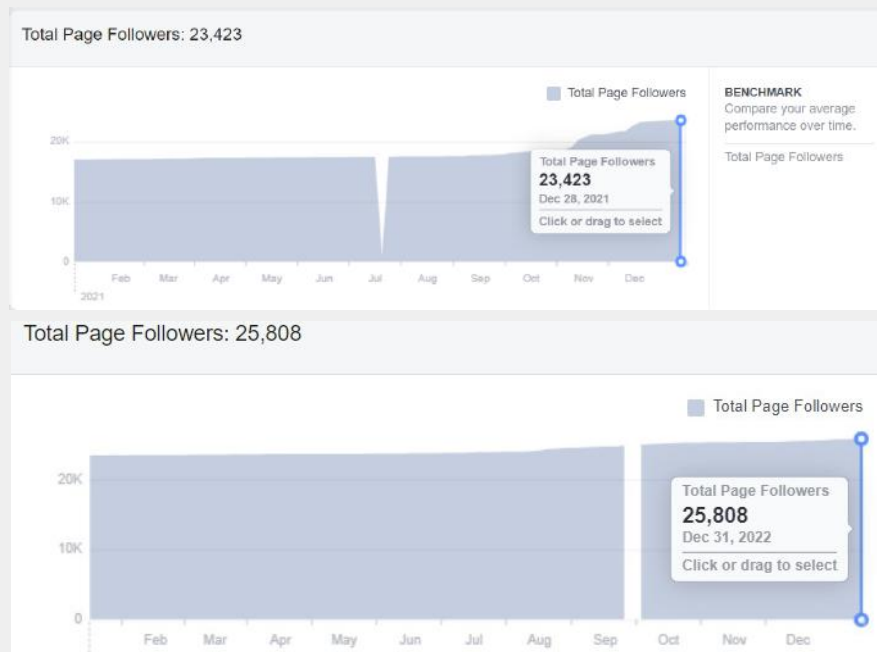 Total Page Followers: 23,423
Total Page Followers
BENCHMARK
Compare your average
performance over time.
Total Page Followers
20K
10K
0
Total Page Followers
23,423
Dec 28, 2021
Click or drag to select
Feb Mar Apr May Jun Jul Aug Sep Oct Nov Dec
2021
Total Page Followers: 25,808
Total Page Followers
20K
10K
0
Total Page Followers
25,808
Dec 31, 2022
Click or drag to select
Feb Mar Apr May Jun Jul Aug Sep Oct Nov Dec